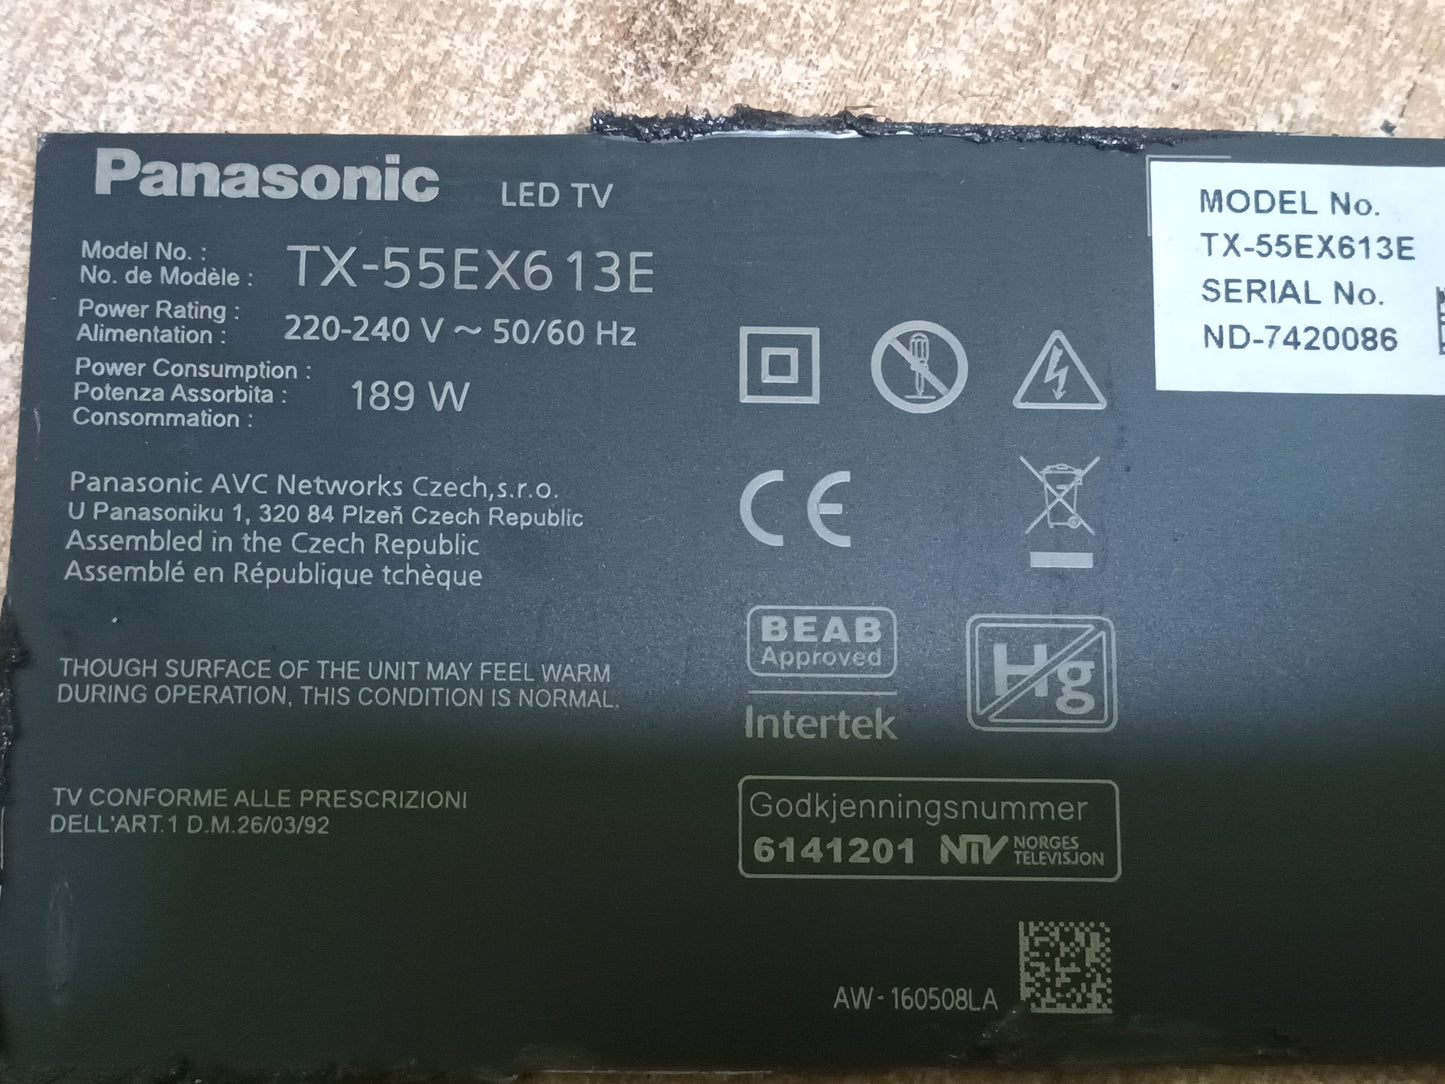 Panasonic LED TV
Model No. :
No. de Modèle : TX-55EX613E
Power Rating :
Alimentation : 220-240 V ~ 50/60 Hz
Power Consumption :
Potenza Assorbita : 189 W
Consommation :
Panasonic AVC Networks Czech,s.r.o.
U Panasoniku 1, 320 84 Plzeň Czech Republic
Assembled in the Czech Republic
Assemblé en République tchèque
THOUGH SURFACE OF THE UNIT MAY FEEL WARM
DURING OPERATION, THIS CONDITION IS NORMAL.
TV CONFORME ALLE PRESCRIZIONI
DELL'ART.1 D.M.26/03/92
CE
BEAB
Approved
Intertek
Hg
Godkjenningsnummer
6141201 NTV NORGES
TELEVISJON
AW-160508LA
MODEL No.
TX-55EX613E
SERIAL No.
ND-7420086